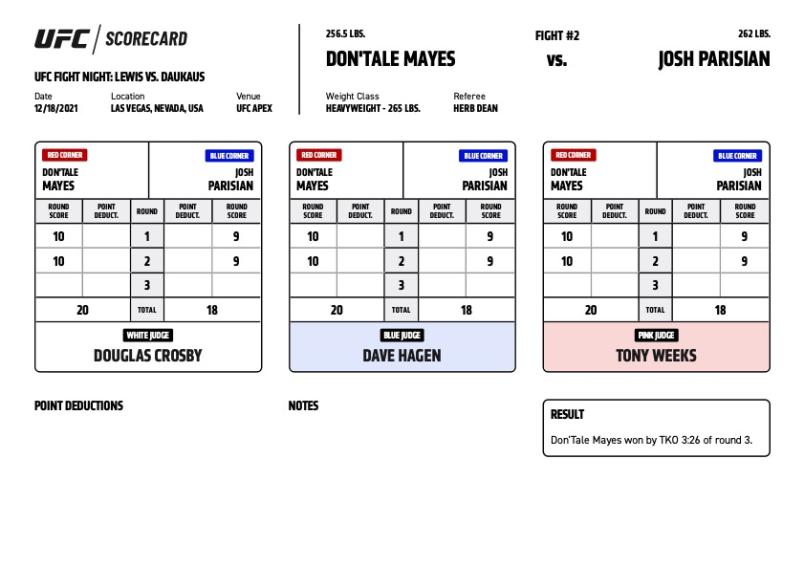 UFC / SCORECARD
UFC FIGHT NIGHT: LEWIS VS. DAUKAUS
Date Location Venue
12/18/2021 LAS VEGAS, NEVADA, USA UFC APEX
256.5 LBS. FIGHT #2 262 LBS.
DON'TALE MAYES vs. JOSH PARISIAN
Weight Class Referee
HEAVYWEIGHT - 265 LBS. HERB DEAN
RED CORNER BLUE CORNER
DON'TALE JOSH
MAYES PARISIAN
ROUND SCORE POINT DEDUCT. ROUND POINT DEDUCT. ROUND SCORE
10 1 9
10 2 9
3
20 TOTAL 18
WHITE JUDGE
DOUGLAS CROSBY
RED CORNER BLUE CORNER
DON'TALE JOSH
MAYES PARISIAN
ROUND SCORE POINT DEDUCT. ROUND POINT DEDUCT. ROUND SCORE
10 1 9
10 2 9
3
20 TOTAL 18
BLUE JUDGE
DAVE HAGEN
RED CORNER BLUE CORNER
DON'TALE JOSH
MAYES PARISIAN
ROUND SCORE POINT DEDUCT. ROUND POINT DEDUCT. ROUND SCORE
10 1 9
10 2 9
3
20 TOTAL 18
PINK JUDGE
TONY WEEKS
POINT DEDUCTIONS
NOTES
RESULT
Don'Tale Mayes won by TKO 3:26 of round 3.